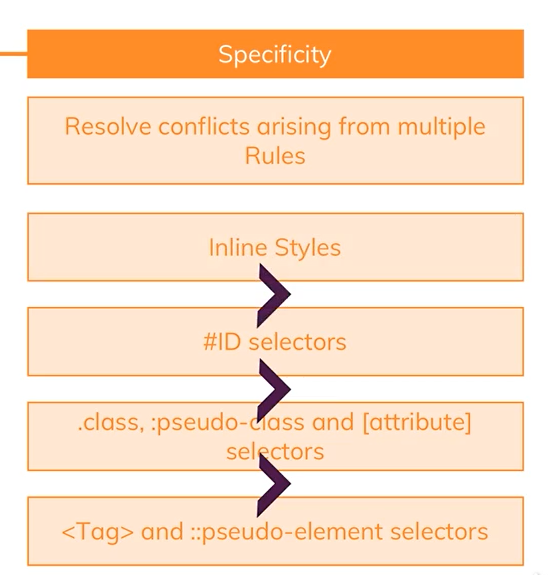 Specificity
Resolve conflicts arising from multiple
Rules
Inline Styles
#ID selectors
.class, :pseudo-class and [attribute]
selectors
<Tag> and ::pseudo-element selectors